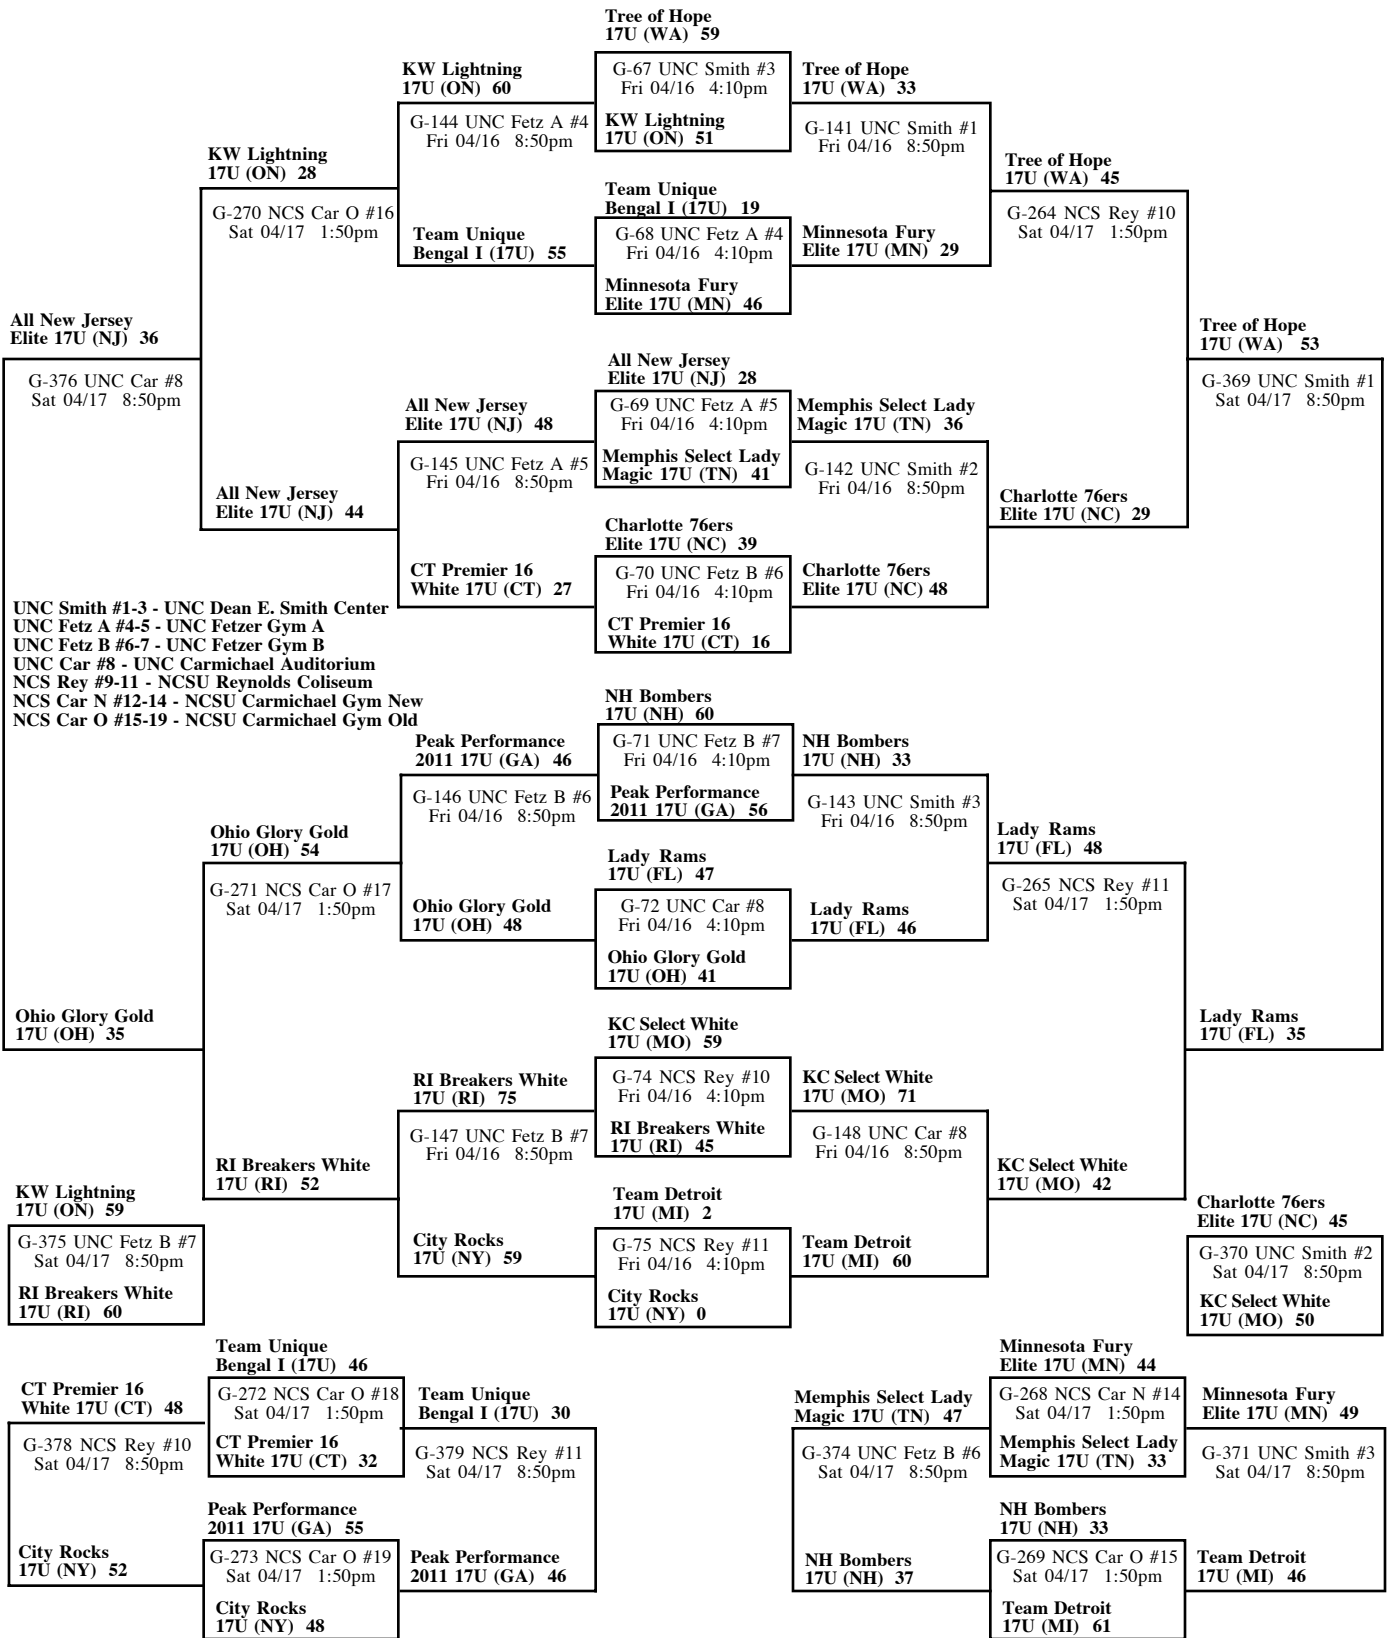 Tree of Hope
17U (WA) 59
G-67 UNC Smith #3
Fri 04/16 4:10pm
KW Lightning
17U (ON) 51
KW Lightning
17U (ON) 60
G-144 UNC Fetz A #4
Fri 04/16 8:50pm
Team Unique
Bengal I (17U) 55
Tree of Hope
17U (WA) 33
G-141 UNC Smith #1
Fri 04/16 8:50pm
Minnesota Fury
Elite 17U (MN) 29
KW Lightning
17U (ON) 28
G-270 NCS Car O #16
Sat 04/17 1:50pm
Tree of Hope
17U (WA) 45
G-264 NCS Rey #10
Sat 04/17 1:50pm
Team Unique
Bengal I (17U) 19
G-68 UNC Fetz A #4
Fri 04/16 4:10pm
Minnesota Fury
Elite 17U (MN) 46
All New Jersey
Elite 17U (NJ) 36
G-376 UNC Car #8
Sat 04/17 8:50pm
Tree of Hope
17U (WA) 53
G-369 UNC Smith #1
Sat 04/17 8:50pm
All New Jersey
Elite 17U (NJ) 28
G-69 UNC Fetz A #5
Fri 04/16 4:10pm
Memphis Select Lady
Magic 17U (TN) 41
All New Jersey
Elite 17U (NJ) 48
G-145 UNC Fetz A #5
Fri 04/16 8:50pm
Memphis Select Lady
Magic 17U (TN) 36
G-142 UNC Smith #2
Fri 04/16 8:50pm
All New Jersey
Elite 17U (NJ) 44
Charlotte 76ers
Elite 17U (NC) 29
Charlotte 76ers
Elite 17U (NC) 39
G-70 UNC Fetz B #6
Fri 04/16 4:10pm
CT Premier 16
White 17U (CT) 16
CT Premier 16
White 17U (CT) 27
Charlotte 76ers
Elite 17U (NC) 48
UNC Smith #1-3 - UNC Dean E. Smith Center
UNC Fetz A #4-5 - UNC Fetzer Gym A
UNC Fetz B #6-7 - UNC Fetzer Gym B
UNC Car #8 - UNC Carmichael Auditorium
NCS Rey #9-11 - NCSU Reynolds Coliseum
NCS Car N #12-14 - NCSU Carmichael Gym New
NCS Car O #15-19 - NCSU Carmichael Gym Old
NH Bombers
17U (NH) 60
G-71 UNC Fetz B #7
Fri 04/16 4:10pm
Peak Performance
2011 17U (GA) 56
Peak Performance
2011 17U (GA) 46
G-146 UNC Fetz B #6
Fri 04/16 8:50pm
NH Bombers
17U (NH) 33
G-143 UNC Smith #3
Fri 04/16 8:50pm
Ohio Glory Gold
17U (OH) 54
G-271 NCS Car O #17
Sat 04/17 1:50pm
Lady Rams
17U (FL) 48
G-265 NCS Rey #11
Sat 04/17 1:50pm
Lady Rams
17U (FL) 47
G-72 UNC Car #8
Fri 04/16 4:10pm
Ohio Glory Gold
17U (OH) 41
Ohio Glory Gold
17U (OH) 48
Lady Rams
17U (FL) 46
Ohio Glory Gold
17U (OH) 35
Lady Rams
17U (FL) 35
KC Select White
17U (MO) 59
G-74 NCS Rey #10
Fri 04/16 4:10pm
RI Breakers White
17U (RI) 45
RI Breakers White
17U (RI) 75
G-147 UNC Fetz B #7
Fri 04/16 8:50pm
KC Select White
17U (MO) 71
G-148 UNC Car #8
Fri 04/16 8:50pm
RI Breakers White
17U (RI) 52
KC Select White
17U (MO) 42
Team Detroit
17U (MI) 2
G-75 NCS Rey #11
Fri 04/16 4:10pm
City Rocks
17U (NY) 0
City Rocks
17U (NY) 59
Team Detroit
17U (MI) 60
KW Lightning
17U (ON) 59
G-375 UNC Fetz B #7
Sat 04/17 8:50pm
RI Breakers White
17U (RI) 60
Charlotte 76ers
Elite 17U (NC) 45
G-370 UNC Smith #2
Sat 04/17 8:50pm
KC Select White
17U (MO) 50
Team Unique
Bengal I (17U) 46
G-272 NCS Car O #18
Sat 04/17 1:50pm
CT Premier 16
White 17U (CT) 32
CT Premier 16
White 17U (CT) 48
G-378 NCS Rey #10
Sat 04/17 8:50pm
City Rocks
17U (NY) 52
Team Unique
Bengal I (17U) 30
G-379 NCS Rey #11
Sat 04/17 8:50pm
Peak Performance
2011 17U (GA) 46
Peak Performance
2011 17U (GA) 55
G-273 NCS Car O #19
Sat 04/17 1:50pm
City Rocks
17U (NY) 48
Minnesota Fury
Elite 17U (MN) 44
G-268 NCS Car N #14
Sat 04/17 1:50pm
Memphis Select Lady
Magic 17U (TN) 33
Memphis Select Lady
Magic 17U (TN) 47
G-374 UNC Fetz B #6
Sat 04/17 8:50pm
NH Bombers
17U (NH) 37
Minnesota Fury
Elite 17U (MN) 49
G-371 UNC Smith #3
Sat 04/17 8:50pm
Team Detroit
17U (MI) 46
NH Bombers
17U (NH) 33
G-269 NCS Car O #15
Sat 04/17 1:50pm
Team Detroit
17U (MI) 61